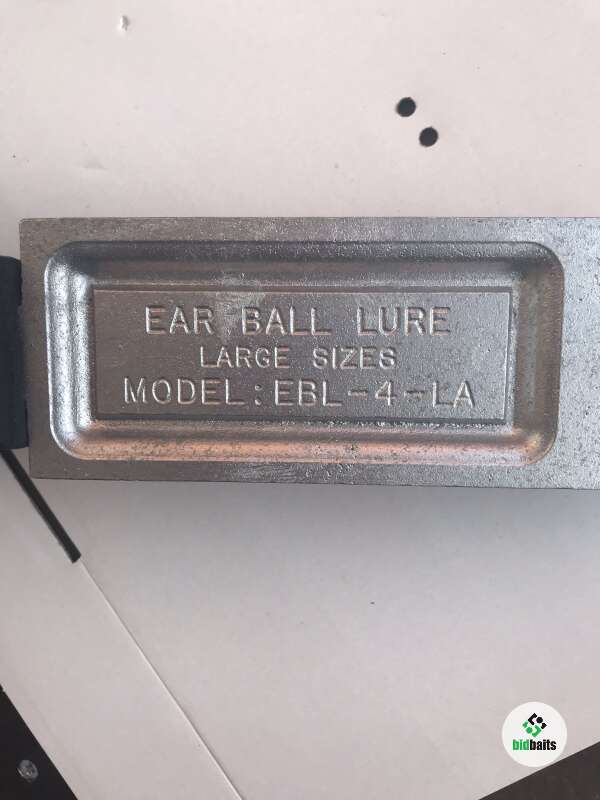 EAR BALL LURE
LARGE SIZES
MODEL: EBL-4-LA
bidbaits